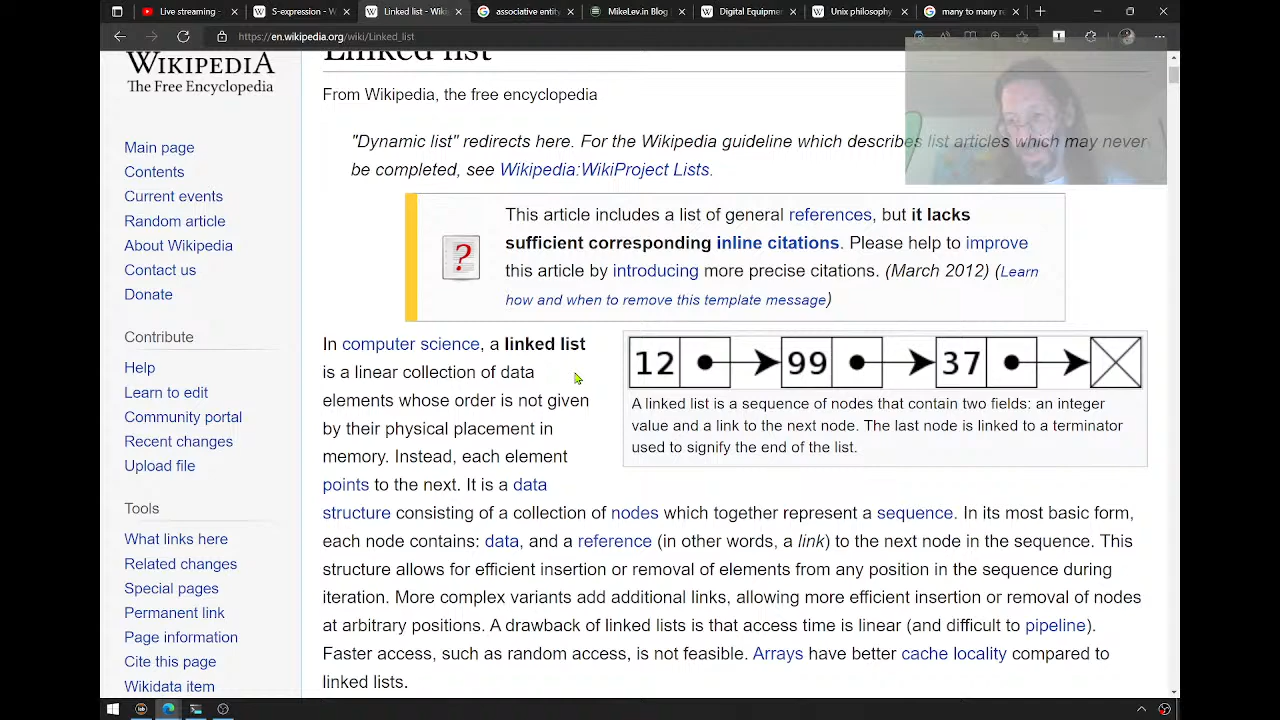 Live streaming -
S-expression - W
Linked list - Wiki
associative entity
MikeLev.in Blog
Digital Equipme
Unix philosophy
many to many r
https://en.wikipedia.org/wiki/Linked_list
WIKIPEDIA
The Free Encyclopedia
Main page
Contents
Current events
Random article
About Wikipedia
Contact us
Donate
Contribute
Help
Learn to edit
Community portal
Recent changes
Upload file
Tools
What links here
Related changes
Special pages
Permanent link
Page information
Cite this page
Wikidata item
Linked list
From Wikipedia, the free encyclopedia
"Dynamic list" redirects here. For the Wikipedia guideline which describes list articles which may never
be completed, see Wikipedia:WikiProject Lists.
?
This article includes a list of general references, but it lacks
sufficient corresponding inline citations. Please help to improve
this article by introducing more precise citations. (March 2012) (Learn
how and when to remove this template message)
In computer science, a linked list
is a linear collection of data
elements whose order is not given
by their physical placement in
memory. Instead, each element
points to the next. It is a data
structure consisting of a collection of nodes which together represent a sequence. In its most basic form,
each node contains: data, and a reference (in other words, a link) to the next node in the sequence. This
structure allows for efficient insertion or removal of elements from any position in the sequence during
iteration. More complex variants add additional links, allowing more efficient insertion or removal of nodes
at arbitrary positions. A drawback of linked lists is that access time is linear (and difficult to pipeline).
Faster access, such as random access, is not feasible. Arrays have better cache locality compared to
linked lists.
12 99 37
A linked list is a sequence of nodes that contain two fields: an integer
value and a link to the next node. The last node is linked to a terminator
used to signify the end of the list.